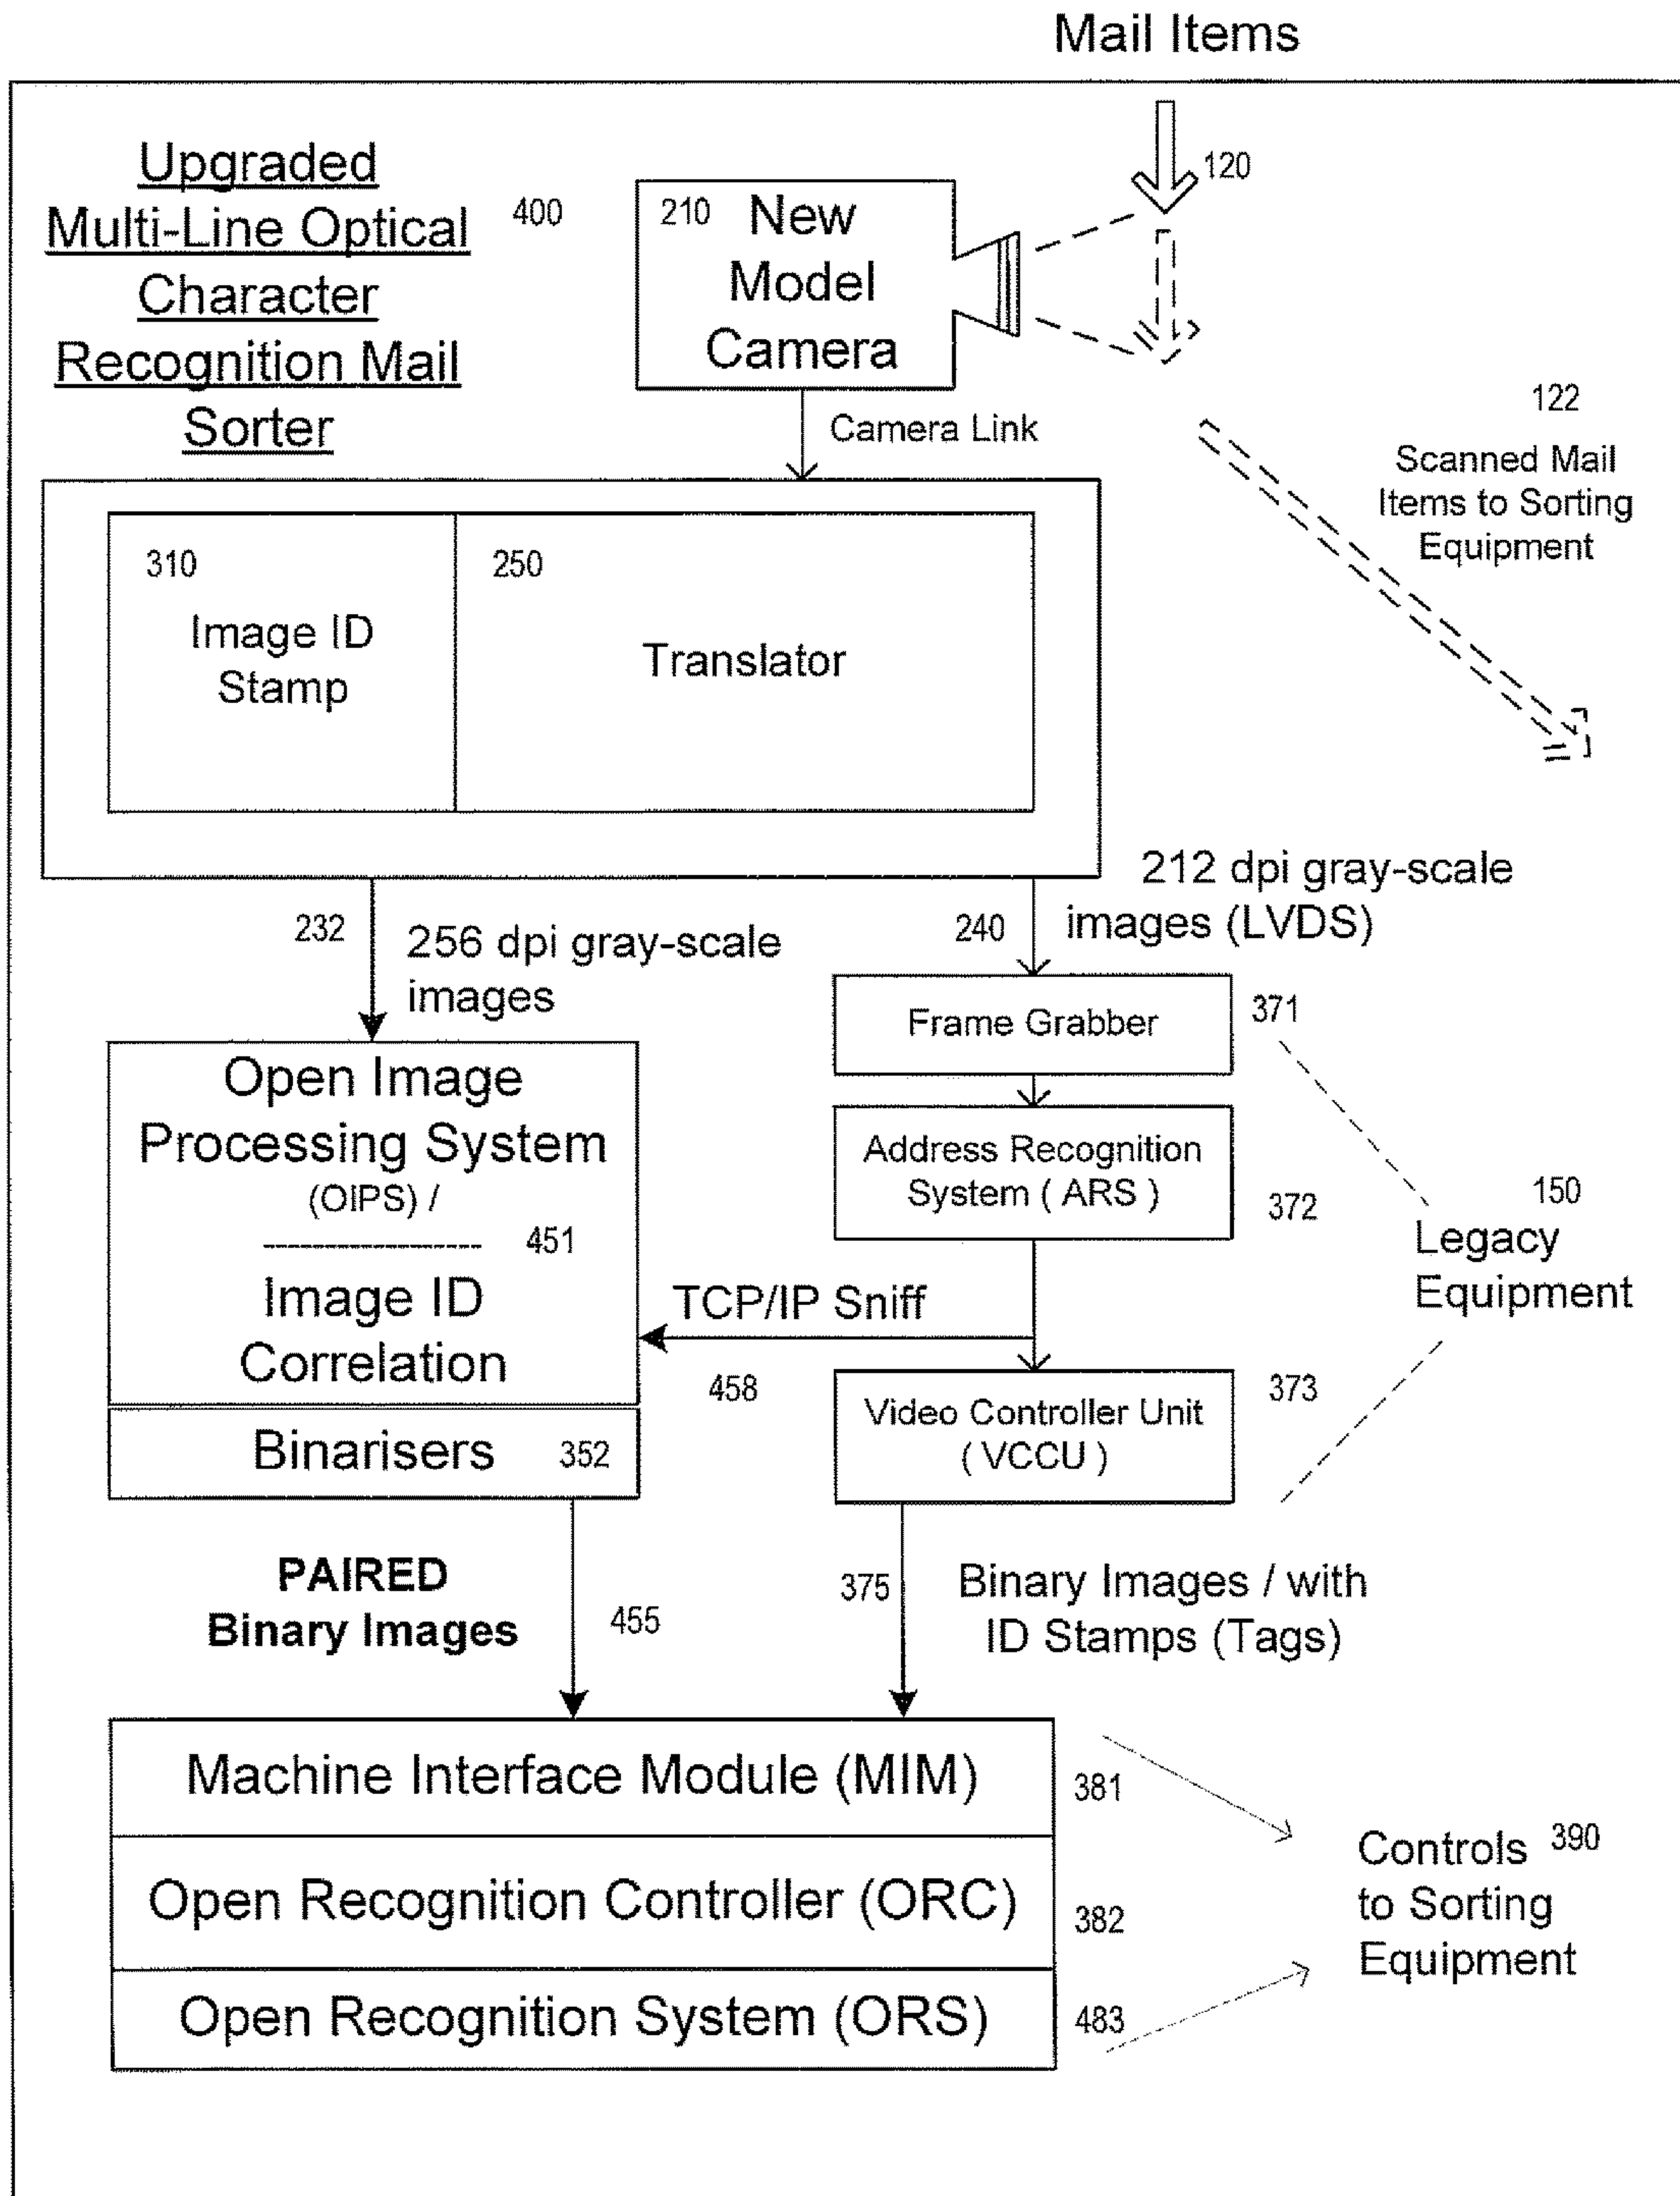 Mail Items
Upgraded
Multi-Line Optical
Character
Recognition Mail
Sorter
400
210 New
Model
Camera
120
Camera Link
122
Scanned Mail
Items to Sorting
Equipment
310
Image ID
Stamp
250
Translator
232
256 dpi gray-scale
images
240
212 dpi gray-scale
images (LVDS)
Frame Grabber
371
Open Image
Processing System
(OIPS) /
451
Image ID
Correlation
Address Recognition
System ( ARS )
372
150
Legacy
Equipment
TCP/IP Sniff
458
Video Controller Unit
( VCCU )
373
Binarisers 352
PAIRED
Binary Images
455
375
Binary Images / with
ID Stamps (Tags)
Machine Interface Module (MIM)
381
Open Recognition Controller (ORC)
382
Open Recognition System (ORS)
483
Controls 390
to Sorting
Equipment